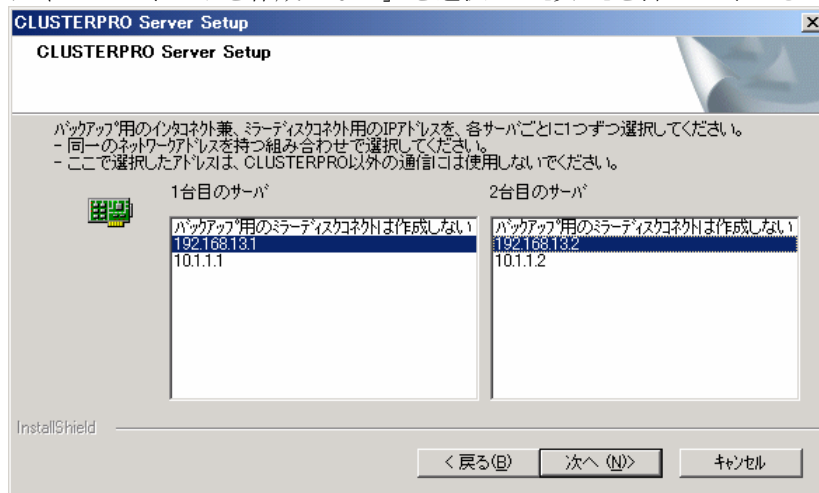 CLUSTERPRO Server Setup
CLUSTERPRO Server Setup
バックアップ用のインタコネクト兼、ミラーディスクコネクト用のIPアドレスを、各サーバごとに1つずつ選択してください。
- 同一のネットワークアドレスを持つ組み合わせで選択してください。
- ここで選択したアドレスは、CLUSTERPRO以外の通信には使用しないでください。
1台目のサーバ
2台目のサーバ
バックアップ用のミラーディスクコネクトは作成しない
192.168.13.1
10.1.1.1
バックアップ用のミラーディスクコネクトは作成しない
192.168.13.2
10.1.1.2
InstallShield
< 戻る(B)
次へ (N)>
キャンセル